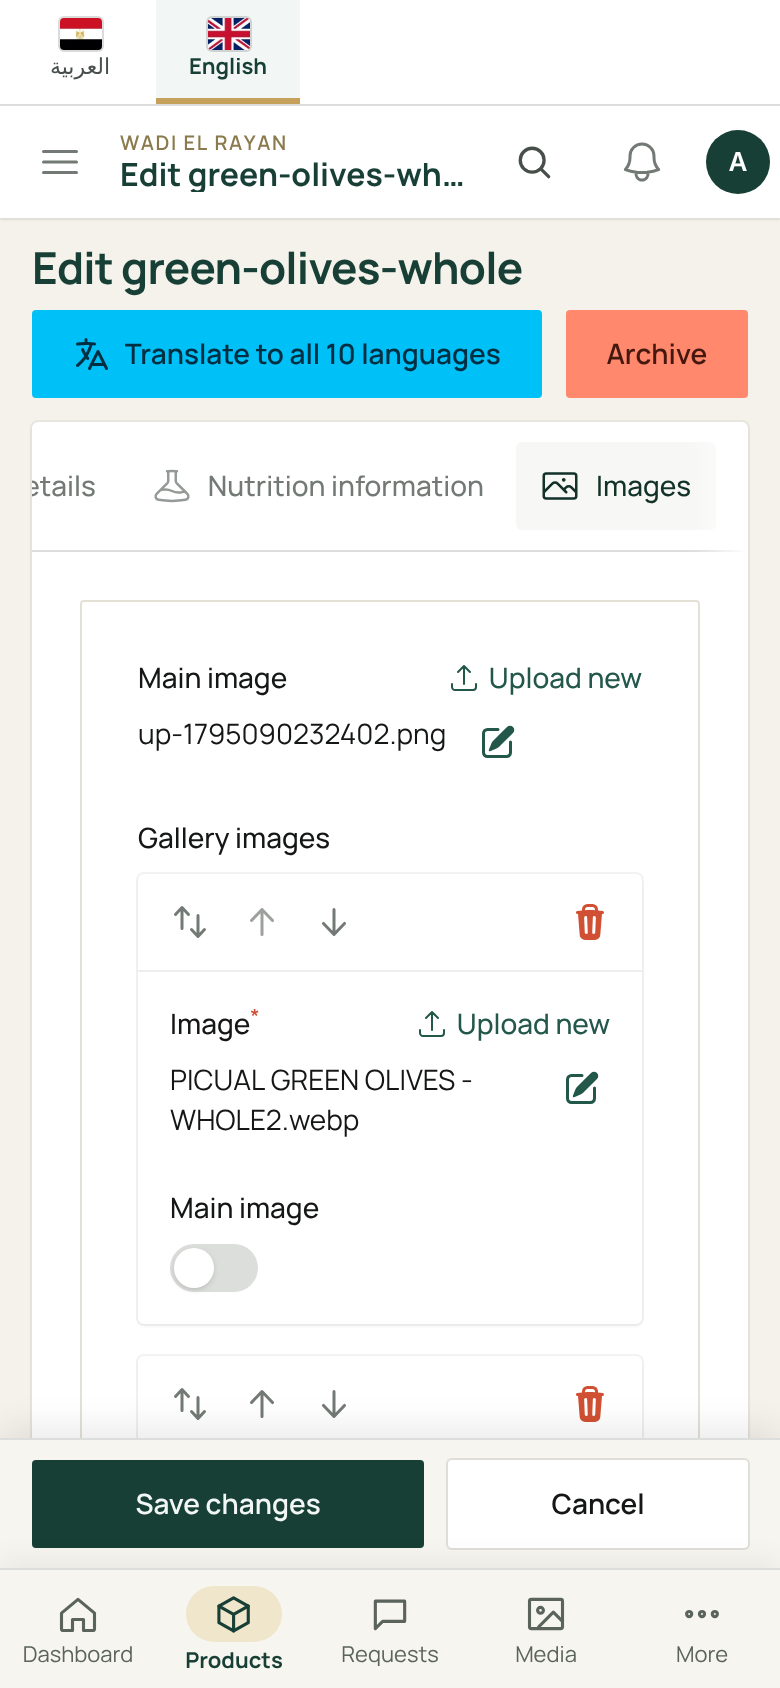 العربية
English
WADI EL RAYAN
Edit green-olives-wh...
Edit green-olives-whole
Translate to all 10 languages
Archive
etails
Nutrition information
Images
Main image
Upload new
up-1795090232402.png
Gallery images
Image*
Upload new
PICUAL GREEN OLIVES -
WHOLE2.webp
Main image
Save changes
Cancel
Dashboard
Products
Requests
Media
More
A